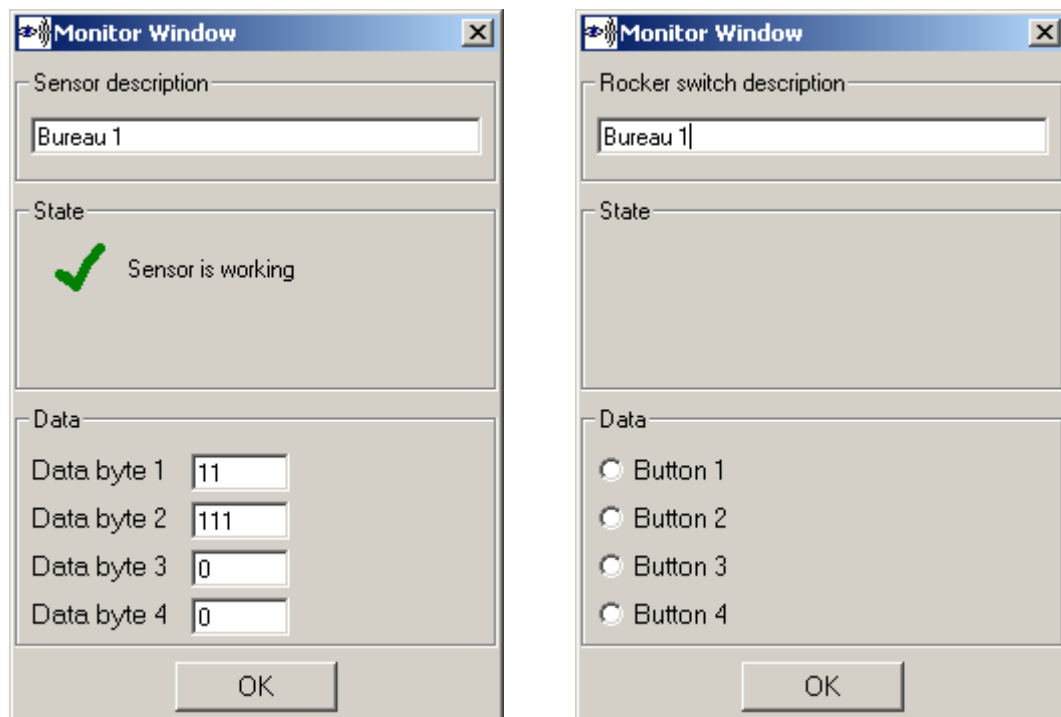 Monitor Window
Sensor description
Bureau 1
State
Sensor is working
Data
Data byte 1 11
Data byte 2 111
Data byte 3 0
Data byte 4 0
OK
Monitor Window
Rocker switch description
Bureau 1
State
Data
Button 1
Button 2
Button 3
Button 4
OK